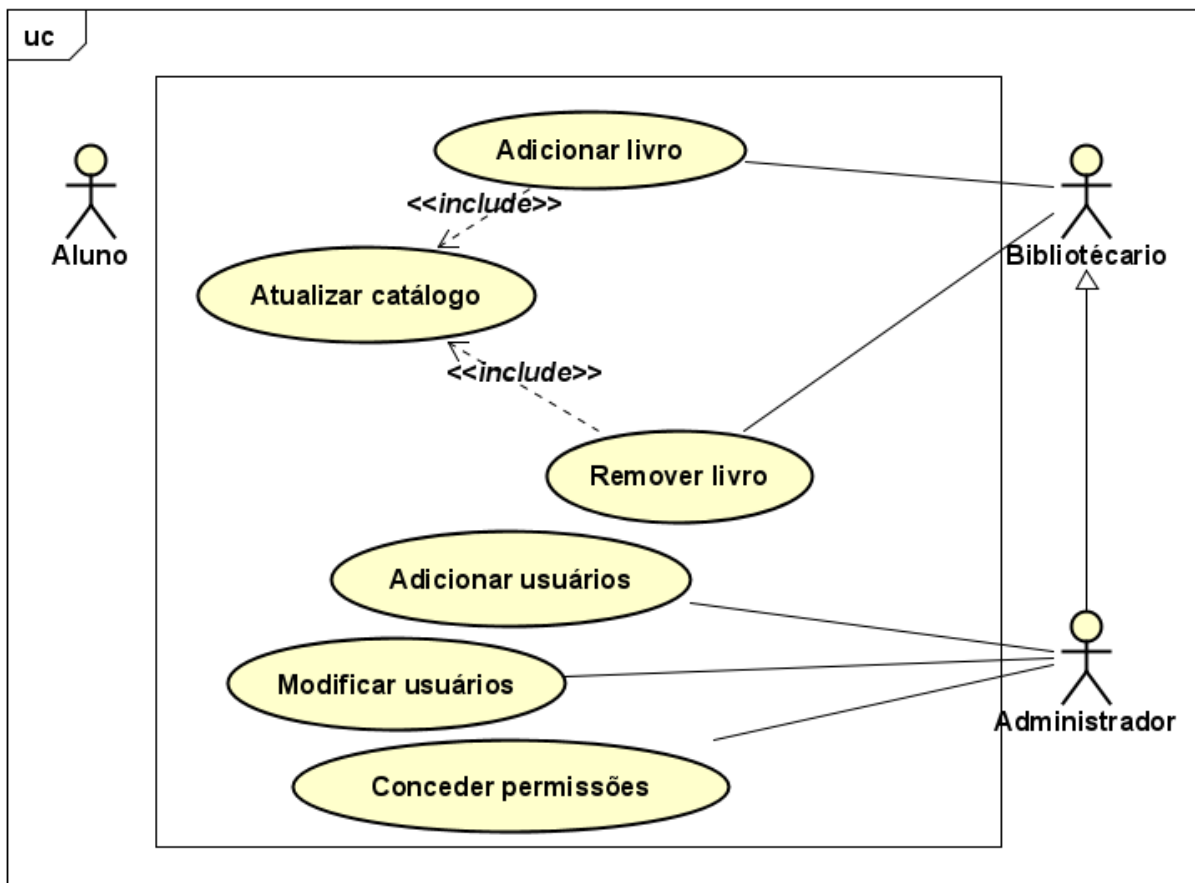 uc
Adicionar livro
<<include>>
Aluno
Bibliotécario
Atualizar catálogo
<<include>>
Remover livro
Adicionar usuários
Modificar usuários
Administrador
Conceder permissões